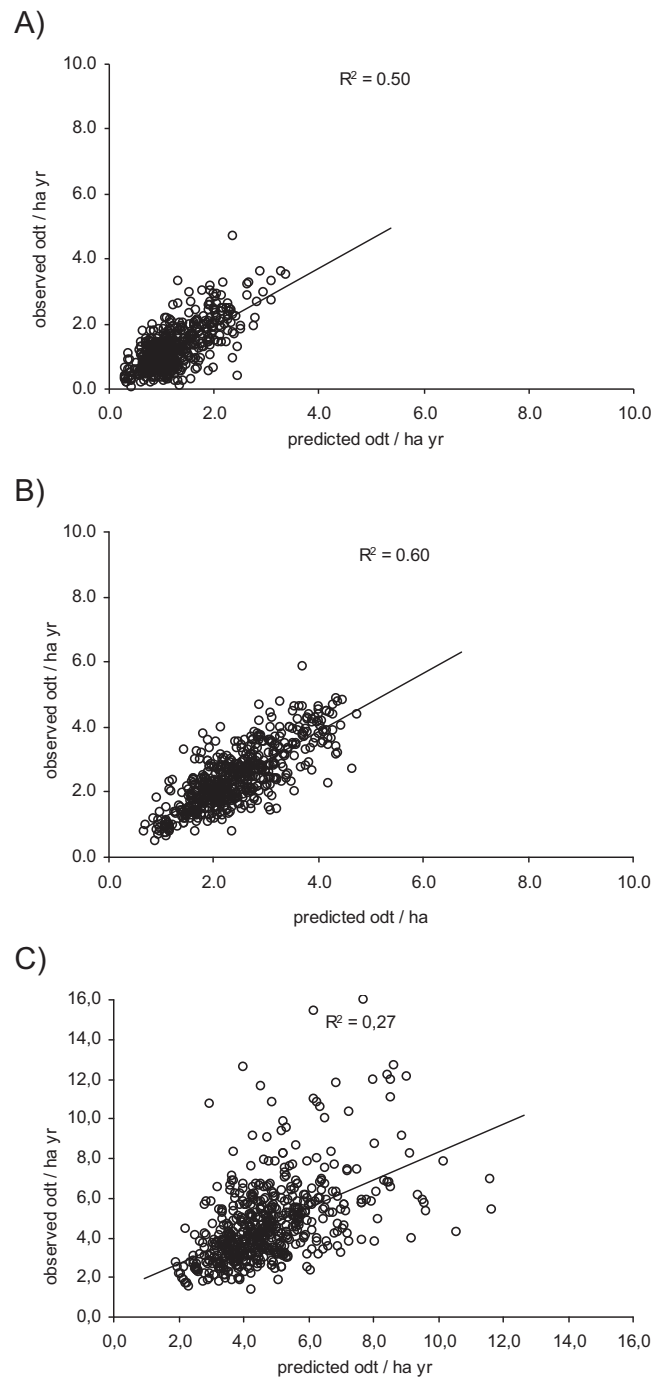 A)
10.0
R² = 0.50
8.0
6.0
4.0
2.0
0.0
observed odt / ha yr
0.0 2.0 4.0 6.0 8.0 10.0
predicted odt / ha yr
B)
10.0
R² = 0.60
8.0
6.0
4.0
2.0
0.0
observed odt / ha yr
0.0 2.0 4.0 6.0 8.0 10.0
predicted odt / ha
C)
16,0
R² = 0,27
14,0
12,0
10,0
8,0
6,0
4,0
2,0
0,0
observed odt / ha yr
0,0 2,0 4,0 6,0 8,0 10,0 12,0 14,0 16,0
predicted odt / ha yr